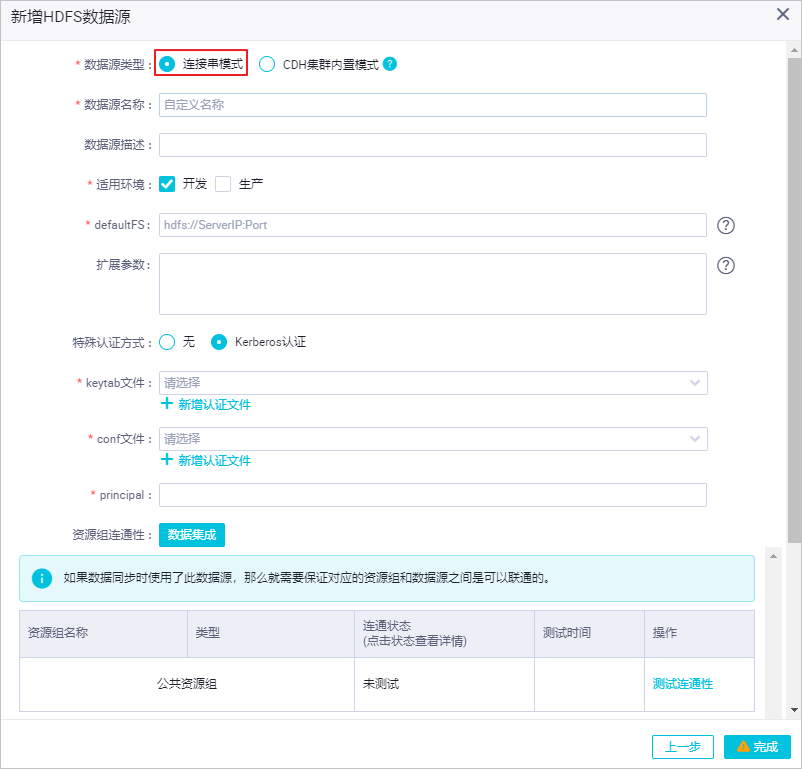 新增HDFS数据源
* 数据源类型: 连接串模式 CDH集群内置模式 ?
* 数据源名称: 自定义名称
数据源描述:
* 适用环境: 开发 生产
* defaultFS: hdfs://ServerIP:Port ?
扩展参数: ?
特殊认证方式: 无 Kerberos认证
* keytab文件: 请选择
+ 新增认证文件
* conf文件: 请选择
+ 新增认证文件
* principal:
资源组连通性: 数据集成
如果数据同步时使用了此数据源，那么就需要保证对应的资源组和数据源之间是可以联通的。
资源组名称 类型 连通状态 测试时间 操作
(点击状态查看详情)
公共资源组 未测试 测试连通性
上一步 完成